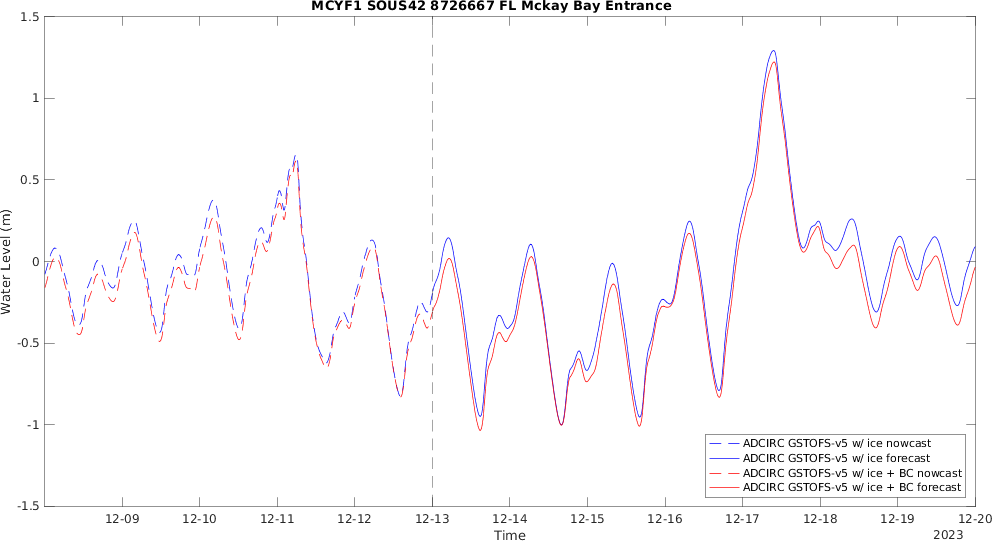 MCYF1 SOUS42 8726667 FL Mckay Bay Entrance
1.5
1
0.5
0
-0.5
-1
-1.5
Water Level (m)
12-09 12-10 12-11 12-12 12-13 12-14 12-15 12-16 12-17 12-18 12-19 12-20
Time
2023
ADCIRC GSTOFS-v5 w/ ice nowcast
ADCIRC GSTOFS-v5 w/ ice forecast
ADCIRC GSTOFS-v5 w/ ice + BC nowcast
ADCIRC GSTOFS-v5 w/ ice + BC forecast